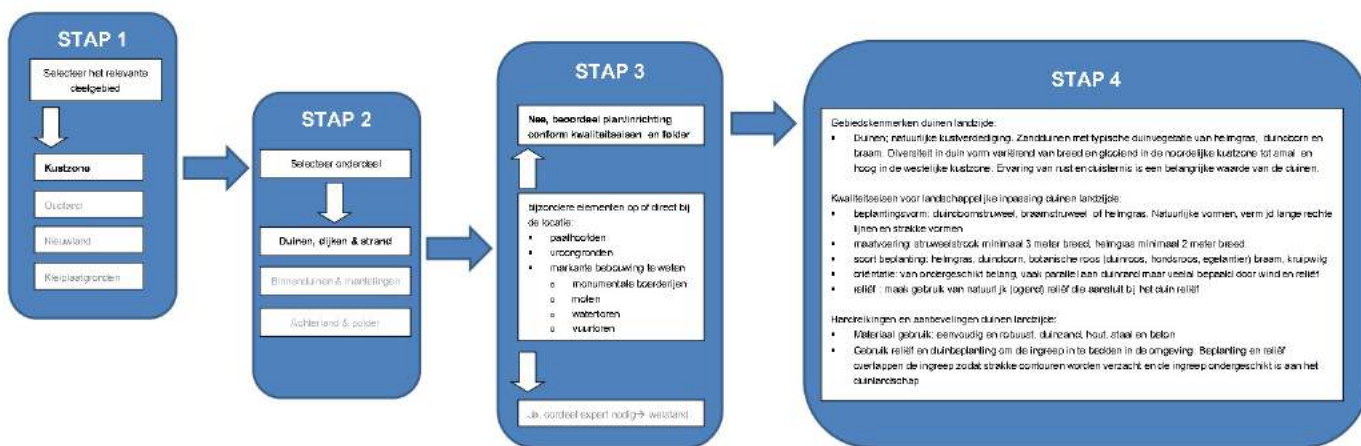 STAP 1
Selecteer het relevante
deelgebied
Kustzone
Oudland
Nieuwland
Kleiplaatgronden
STAP 2
Selecteer onderdeel
Duinen, dijken & strand
Binnenduinen & mantelingen
Achterland & polder
STAP 3
Nee, beoordeel plan/inrichting
conform kwaliteitseisen en folder
bijzondere elementen op of direct bij
de locatie:
paalhoofden
vroongronden
markante bebouwing te weten
monumentale boerderijen
molen
watertoren
vuurtoren
Ja, oordeel expert nodig→ welstand
STAP 4
Gebiedskenmerken duinen landzijde:
Duinen; natuurlijke kustverdediging. Zandduinen met typische duinvegetatie van helmgras, duindoorn en
braam. Diversiteit in duin vorm variërend van breed en glooiend in de noordelijke kustzone tot smal en
hoog in de westelijke kustzone. Ervaring van rust en duisternis is een belangrijke waarde van de duinen.
Kwaliteitseisen voor landschappelijke inpassing duinen landzijde:
beplantingsvorm: duindoornstruweel, braamstruweel of helmgras. Natuurlijke vormen, vermijd lange rechte
lijnen en strakke vormen
maatvoering: struweelstrook minimaal 3 meter breed, helmgras minimaal 2 meter breed
soort beplanting: helmgras, duindoorn, botanische roos (duinroos, hondsroos, egelantier) braam, kruipwilg
oriëntatie: van ondergeschikt belang, vaak parallel aan duinrand maar veelal bepaald door wind en reliëf
reliëf : maak gebruik van natuurlijk (ogend) reliëf die aansluit bij het duin reliëf
Handreikingen en aanbevelingen duinen landzijde:
Materiaal gebruik: eenvoudig en robuust, duinzand, hout, staal en beton
Gebruik reliëf en duinbeplanting om de ingreep in te bedden in de omgeving. Beplanting en reliëf
overlappen de ingreep zodat strakke contouren worden verzacht en de ingreep ondergeschikt is aan het
duinlandschap